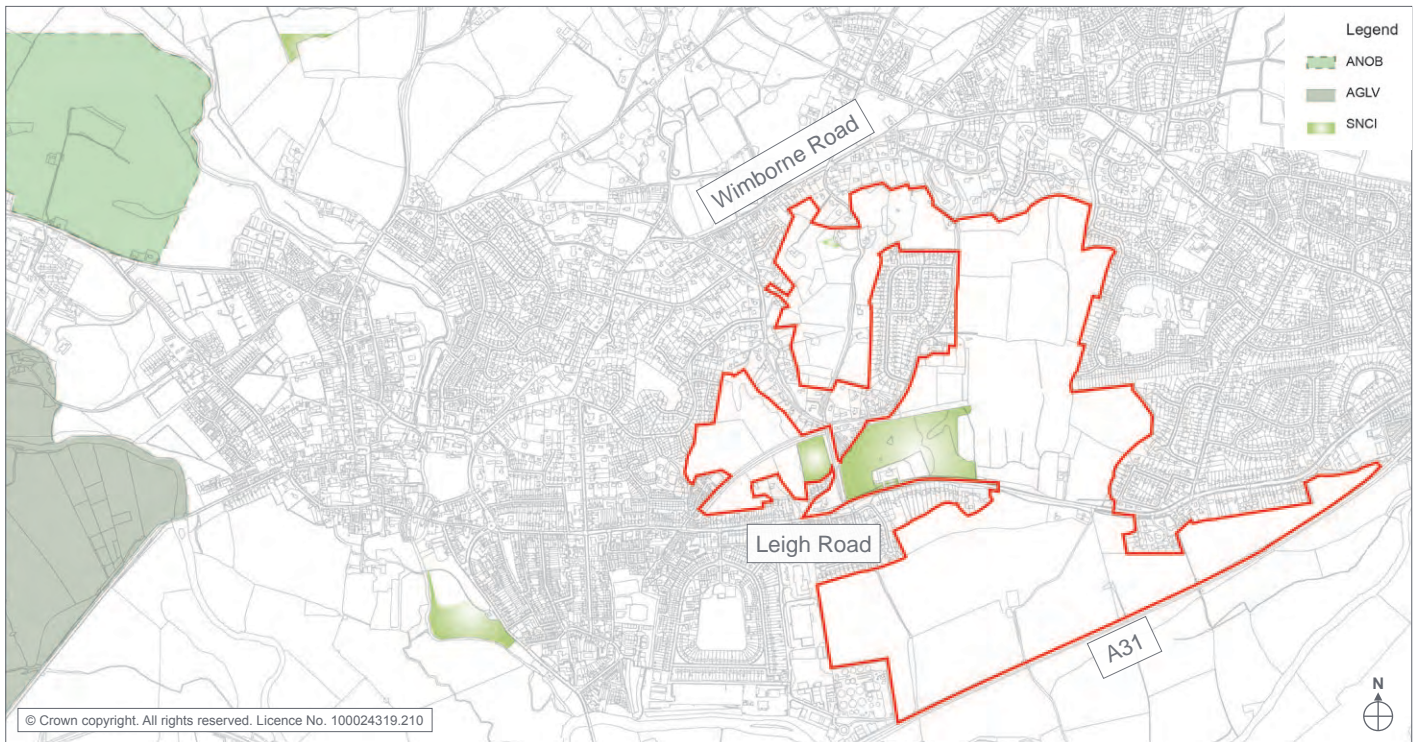 Legend
ANOB
AGLV
SNCI
Wimborne Road
Leigh Road
A31
N
© Crown copyright. All rights reserved. Licence No. 100024319.210